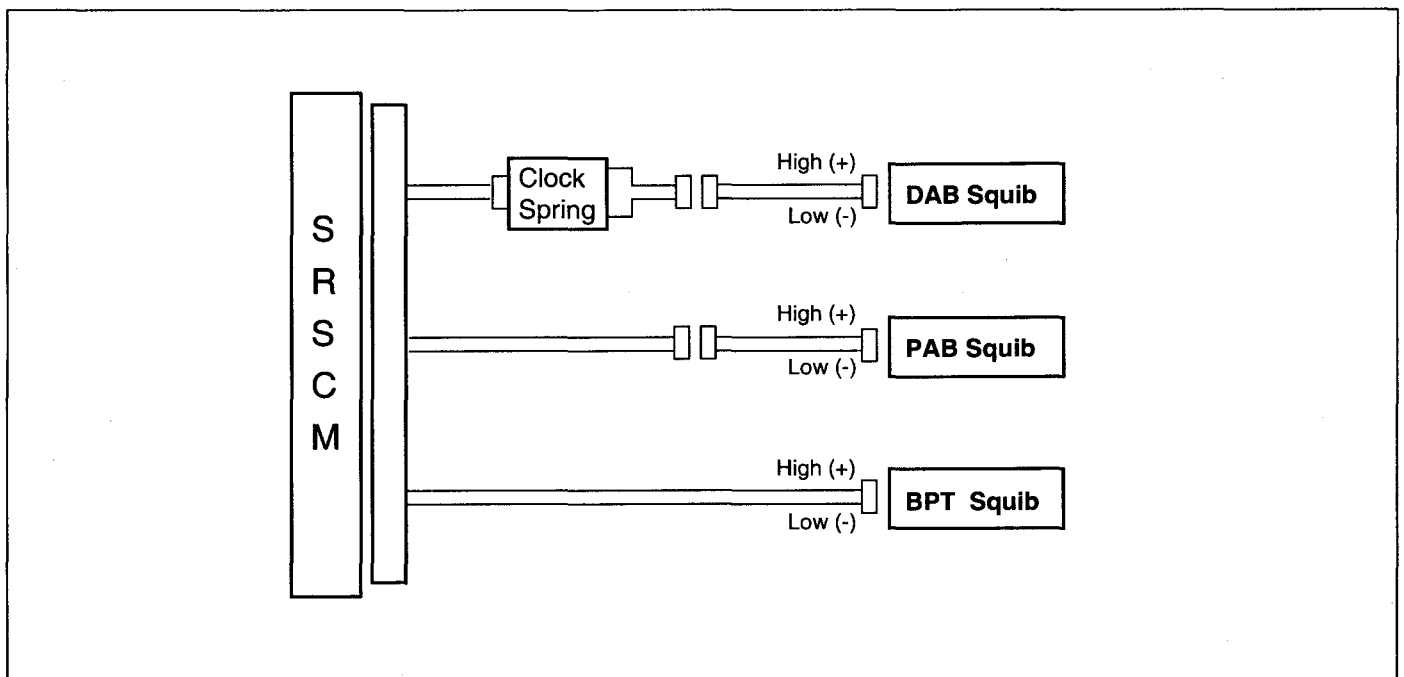 S
R
S
C
M
Clock
Spring
High (+)
Low (-)
DAB Squib
High (+)
Low (-)
PAB Squib
High (+)
Low (-)
BPT Squib